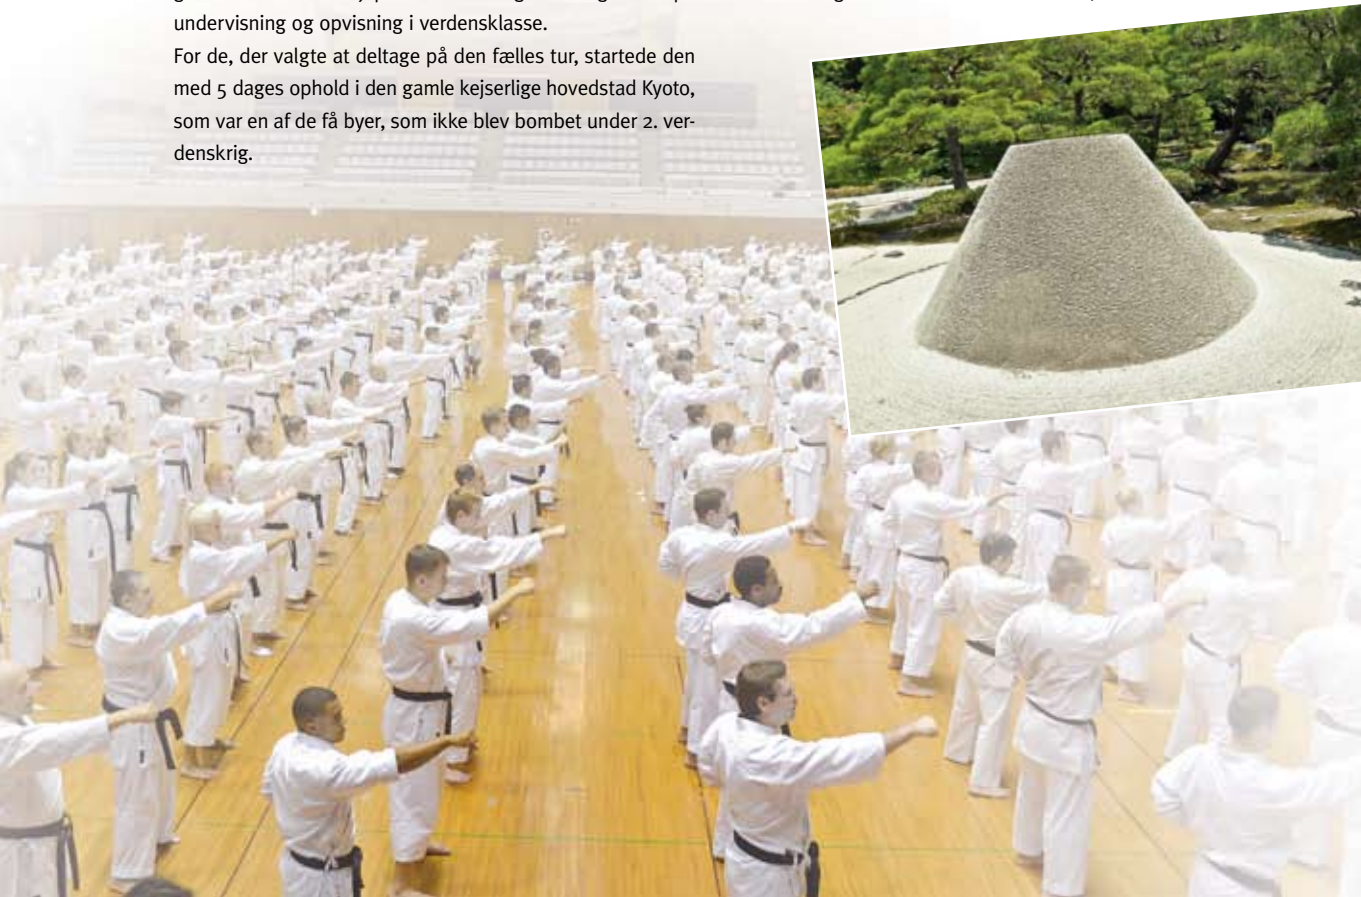 undervisning og opvisning i verdensklasse.
For de, der valgte at deltage på den fælles tur, startede den
med 5 dages ophold i den gamle kejserlige hovedstad Kyoto,
som var en af de få byer, som ikke blev bombet under 2. ver-
denskrig.